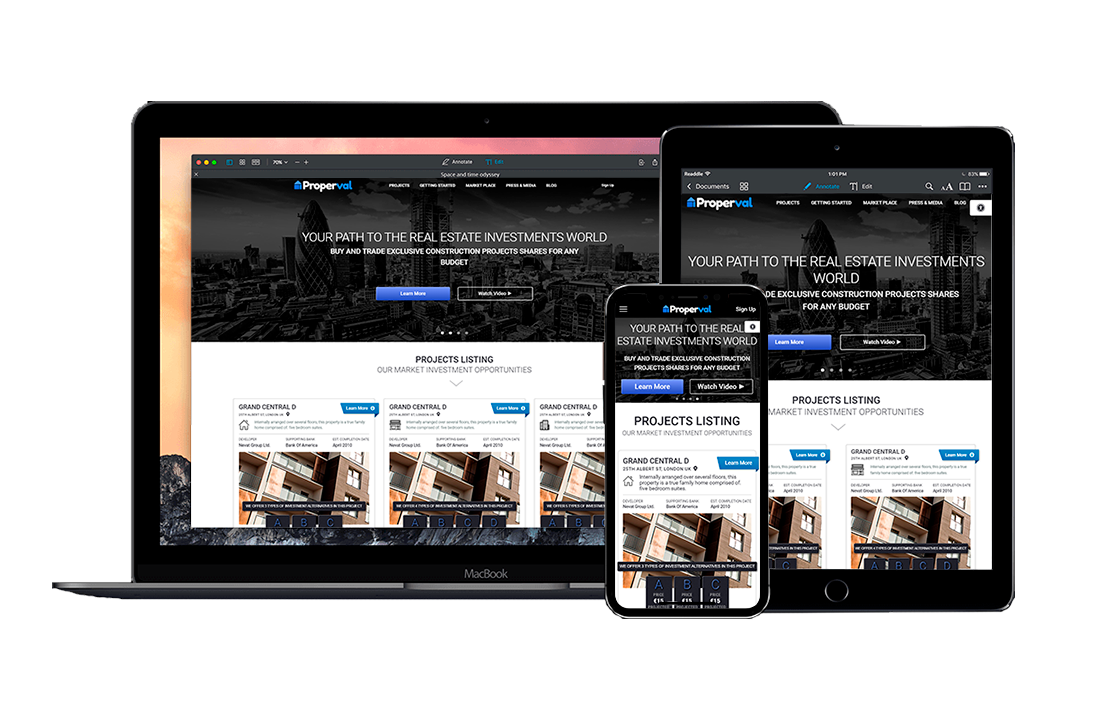 70%
Annotate
Edit
Space and time odyssey
Properval
PROJECTS
GETTING STARTED
MARKET PLACE
PRESS & MEDIA
BLOG
Sign Up
YOUR PATH TO THE REAL ESTATE INVESTMENTS WORLD
BUY AND TRADE EXCLUSIVE CONSTRUCTION PROJECTS SHARES FOR ANY
BUDGET
Learn More
Watch Video
PROJECTS LISTING
OUR MARKET INVESTMENT OPPORTUNITIES
GRAND CENTRAL D
25TH ALBERT ST, LONDON UK
Learn More
Internally arranged over several floors, this property is a true family
home comprised of: five bedroom suites.
DEVELOPER SUPPORTING BANK EST. COMPLETION DATE
Nevat Group Ltd. Bank Of America April 2010
WE OFFER 3 TYPES OF INVESTMENT ALTERNATIVES IN THIS PROJECT
A B C
GRAND CENTRAL D
25TH ALBERT ST, LONDON UK
Learn More
Internally arranged over several floors, this property is a true family
home comprised of: five bedroom suites.
DEVELOPER SUPPORTING BANK EST. COMPLETION DATE
Nevat Group Ltd. Bank Of America April 2010
WE OFFER 4 TYPES OF INVESTMENT ALTERNATIVES IN THIS PROJECT
A B C D
GRAND CENTRAL D
25TH ALBERT ST, LONDON UK
Internally arranged over
home comprised of: five
DEVELOPER SUPPORTING
Nevat Group Ltd. Bank Of Ame
WE OFFER 3 TYPES OF INVEST
A B
MacBook
Readdle
1:01 PM
83%
Documents
Annotate
Edit
AA
Properval
PROJECTS
GETTING STARTED
MARKET PLACE
PRESS & MEDIA
BLOG
YOUR PATH TO THE REAL ESTATE INVESTMENTS
WORLD
DE EXCLUSIVE CONSTRUCTION PROJECTS SHARES
FOR ANY BUDGET
Learn More
Watch Video
PROJECTS LISTING
MARKET INVESTMENT OPPORTUNITIES
Learn More
floors, this property is a true
EST. COMPLETION DATE
April 2010
ALTERNATIVES IN THIS PROJECT
C
GRAND CENTRAL D
25TH ALBERT ST, LONDON UK
Learn More
Internally arranged over several floors, this property is a true
family home comprised of: five bedroom suites.
DEVELOPER SUPPORTING BANK EST. COMPLETION DATE
Nevat Group Ltd. Bank Of America April 2010
WE OFFER 4 TYPES OF INVESTMENT ALTERNATIVES IN THIS PROJECT
A B C D
Properval
Sign Up
YOUR PATH TO THE REAL
ESTATE INVESTMENTS WORLD
BUY AND TRADE EXCLUSIVE CONSTRUCTION
PROJECTS SHARES FOR ANY BUDGET
Learn More
Watch Video
PROJECTS LISTING
OUR MARKET INVESTMENT OPPORTUNITIES
GRAND CENTRAL D
25TH ALBERT ST, LONDON UK
Learn More
Internally arranged over several floors, this
property is a true family home comprised of:
five bedroom suites.
DEVELOPER SUPPORTING BANK EST. COMPLETION DATE
Nevat Group Ltd. Bank Of America April 2010
WE OFFER 3 TYPES OF INVESTMENT ALTERNATIVES IN THIS PROJECT
A B C
PRICE PRICE PRICE
€15 €15 €15
PROJECTED PROJECTED PROJECTED